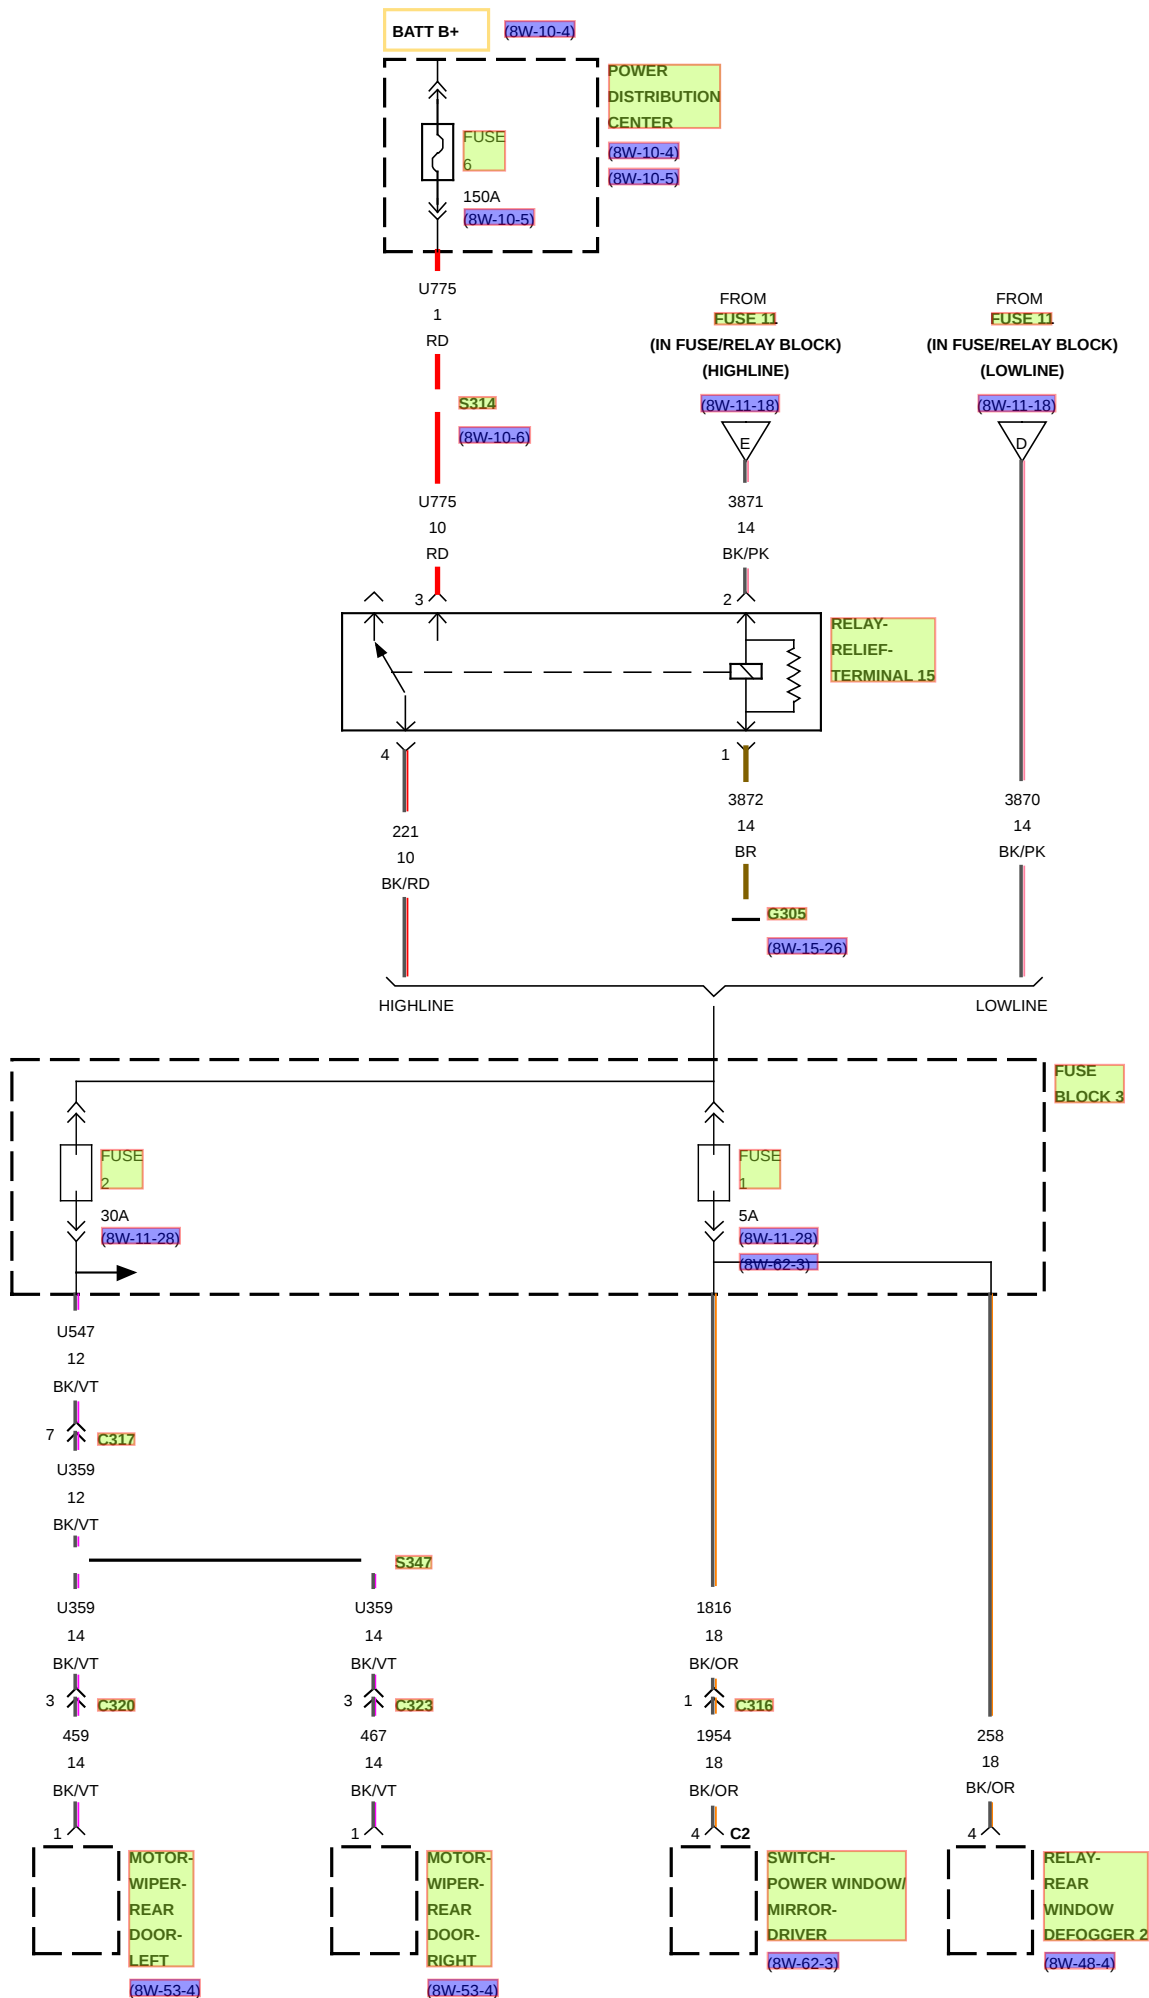 BATT B+
(8W-10-4)
POWER
DISTRIBUTION
CENTER
(8W-10-4)
(8W-10-5)
FUSE
6
150A
(8W-10-5)
U775
1
RD
S314
(8W-10-6)
U775
10
RD
FROM
FUSE 11
(IN FUSE/RELAY BLOCK)
(HIGHLINE)
(8W-11-18)
E
3871
14
BK/PK
FROM
FUSE 11
(IN FUSE/RELAY BLOCK)
(LOWLINE)
(8W-11-18)
D
3
2
RELAY-
RELIEF-
TERMINAL 15
4
1
221
10
BK/RD
3872
14
BR
G305
(8W-15-26)
3870
14
BK/PK
HIGHLINE
LOWLINE
FUSE
BLOCK 3
FUSE
2
30A
(8W-11-28)
FUSE
1
5A
(8W-11-28)
(8W-62-3)
U547
12
BK/VT
7
C317
U359
12
BK/VT
S347
U359
14
BK/VT
3
C320
459
14
BK/VT
1
MOTOR-
WIPER-
REAR
DOOR-
LEFT
(8W-53-4)
U359
14
BK/VT
3
C323
467
14
BK/VT
1
MOTOR-
WIPER-
REAR
DOOR-
RIGHT
(8W-53-4)
1816
18
BK/OR
1
C316
1954
18
BK/OR
4
C2
SWITCH-
POWER WINDOW/
MIRROR-
DRIVER
(8W-62-3)
258
18
BK/OR
4
RELAY-
REAR
WINDOW
DEFOGGER 2
(8W-48-4)